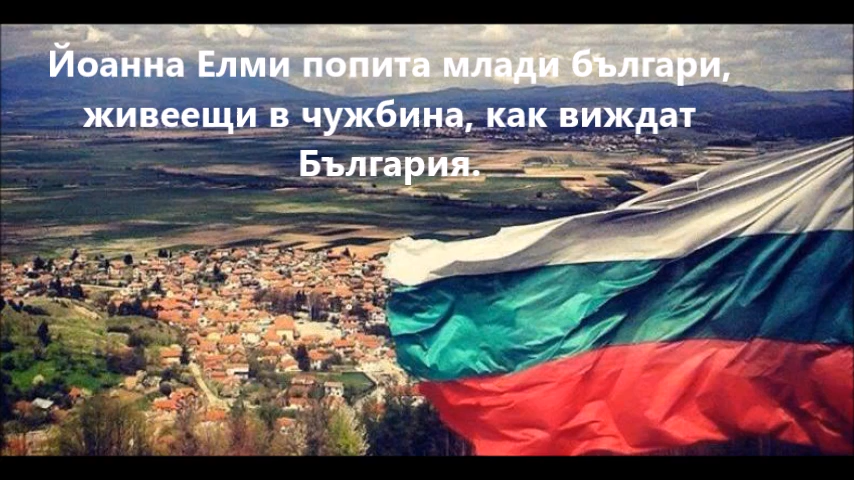 Йоанна Елми попита млади българи,
живеещи в чужбина, как виждат
България.